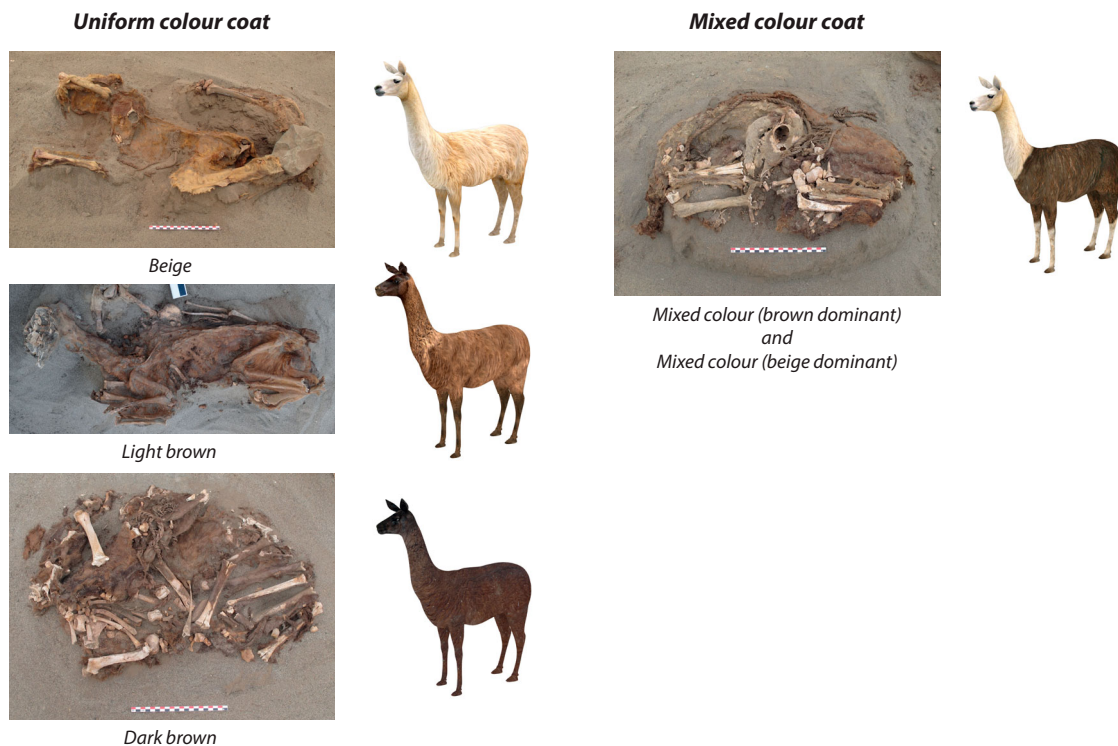 Uniform colour coat
Mixed colour coat
Beige
Mixed colour (brown dominant)
and
Mixed colour (beige dominant)
Light brown
Dark brown